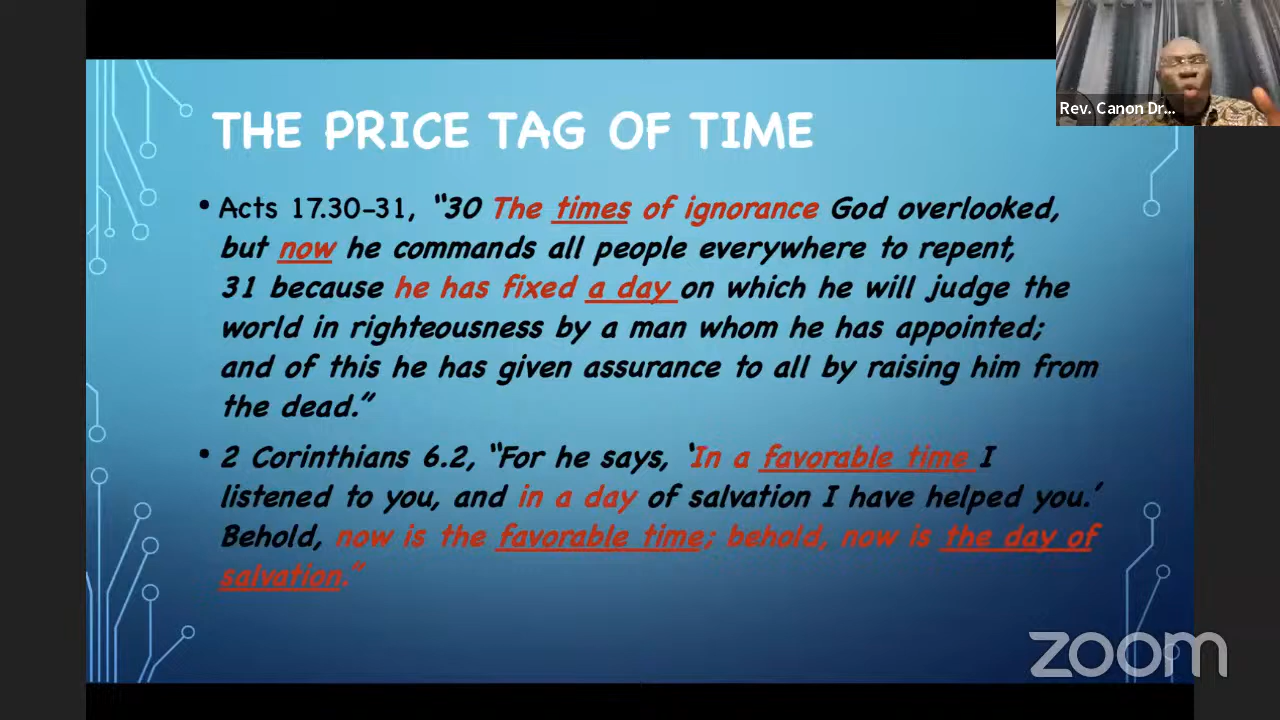 THE PRICE TAG OF TIME
• Acts 17.30-31, “30 The times of ignorance God overlooked,
but now he commands all people everywhere to repent,
31 because he has fixed a day on which he will judge the
world in righteousness by a man whom he has appointed;
and of this he has given assurance to all by raising him from
the dead.”
• 2 Corinthians 6.2, “For he says, ‘In a favorable time I
listened to you, and in a day of salvation I have helped you.’
Behold, now is the favorable time; behold, now is the day of
salvation.”
Rev. Canon Dr...
zoom